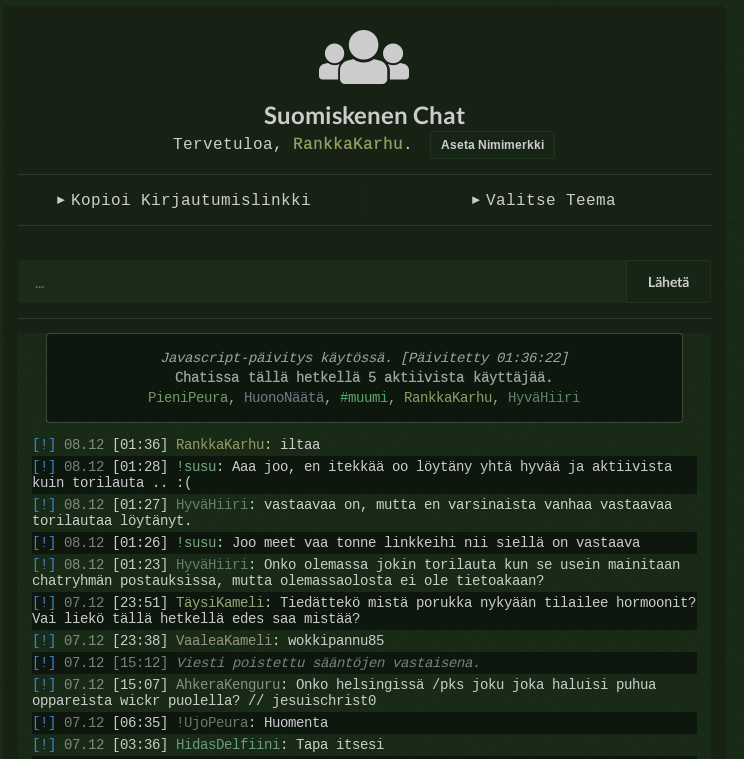 Suomiskenen Chat
Tervetuloa, RankkaKarhu. Aseta Nimimerkki
► Kopioi Kirjautumislinkki ► Valitse Teema
… Lähetä
Javascript-päivitys käytössä. [Päivitetty 01:36:22]
Chatissa tällä hetkellä 5 aktiivista käyttäjää.
PieniPeura, HuonoNäätä, #muumi, RankkaKarhu, HyväHiiri
[!] 08.12 [01:36] RankkaKarhu: iltaa
[!] 08.12 [01:28] !susu: Aaa joo, en itekkää oo löytäny yhtä hyvää ja aktiivista
kuin torilauta .. :(
[!] 08.12 [01:27] HyväHiiri: vastaavaa on, mutta en varsinaista vanhaa vastaavaa
torilautaa löytänyt.
[!] 08.12 [01:26] !susu: Joo meet vaa tonne linkkeihi nii siellä on vastaava
[!] 08.12 [01:23] HyväHiiri: Onko olemassa jokin torilauta kun se usein mainitaan
chatryhmän postauksissa, mutta olemassaolosta ei ole tietoakaan?
[!] 07.12 [23:51] TäysiKameli: Tiedättekö mistä porukka nykyään tilailee hormoonit?
Vai liekö tällä hetkellä edes saa mistää?
[!] 07.12 [23:38] VaaleaKameli: wokkipannu85
[!] 07.12 [15:12] Viesti poistettu sääntöjen vastaisena.
[!] 07.12 [15:07] AhkeraKenguru: Onko helsingissä /pks joku joka haluisi puhua
oppareista wickr puolella? // jesuischrist0
[!] 07.12 [06:35] !UjoPeura: Huomenta
[!] 07.12 [03:36] HidasDelfiini: Tapa itsesi